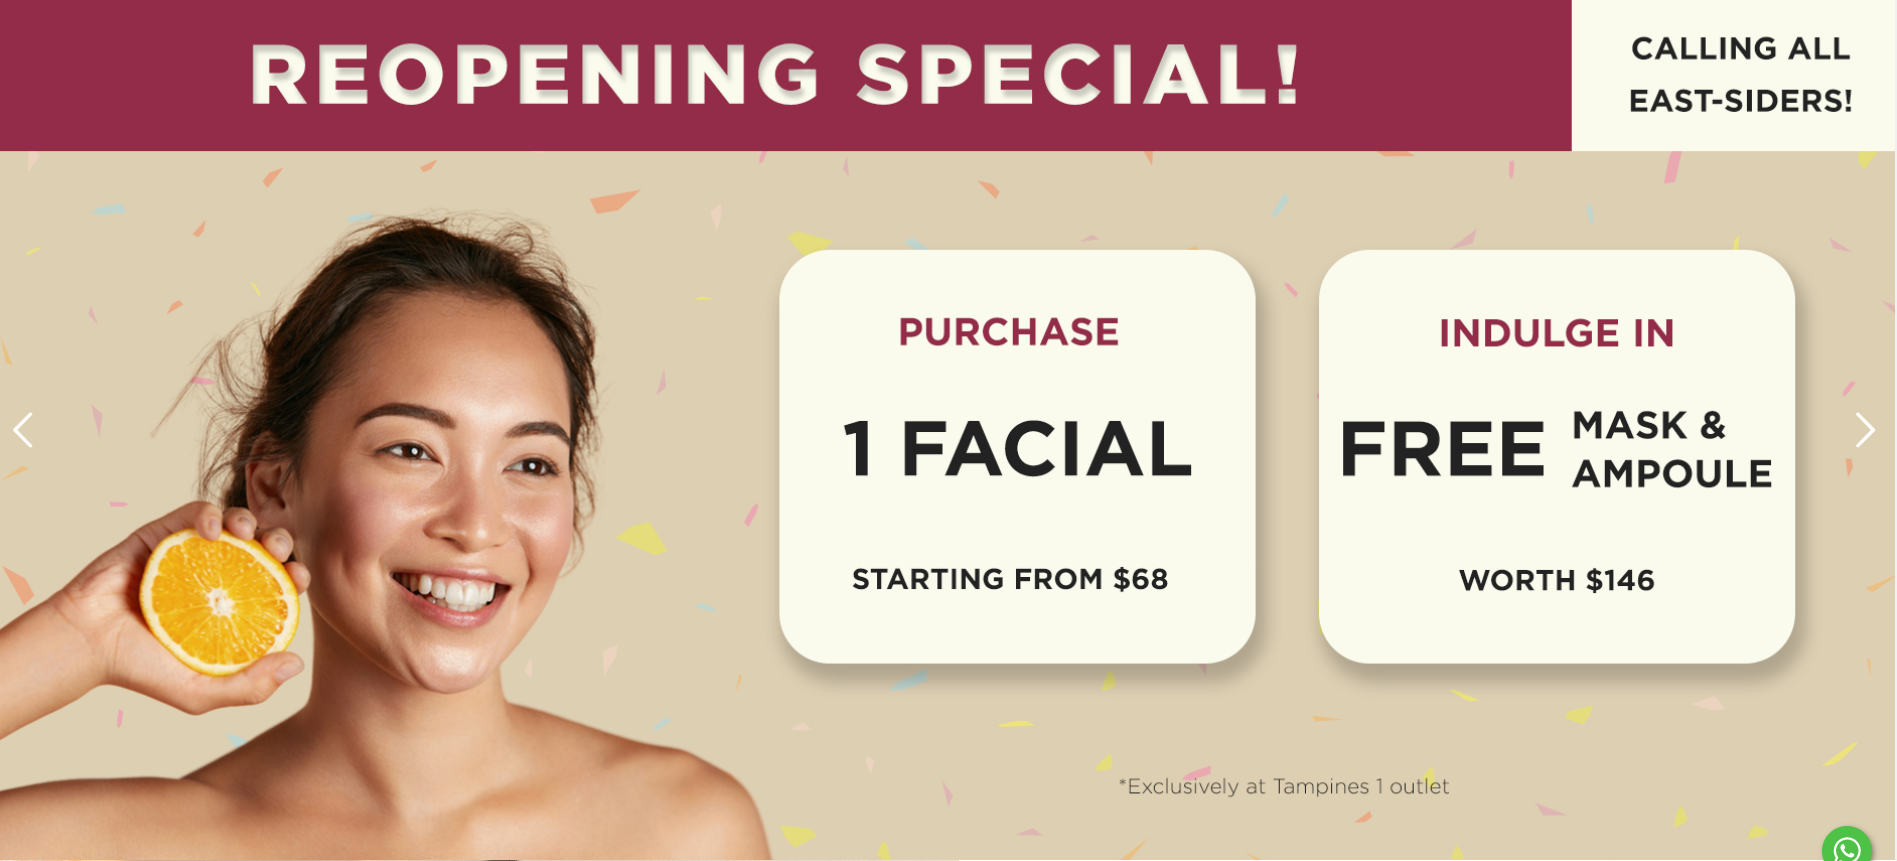 REOPENING SPECIAL!
CALLING ALL
EAST-SIDERS!
PURCHASE
1 FACIAL
STARTING FROM $68
INDULGE IN
FREE MASK &
AMPOULE
WORTH $146
*Exclusively at Tampines 1 outlet